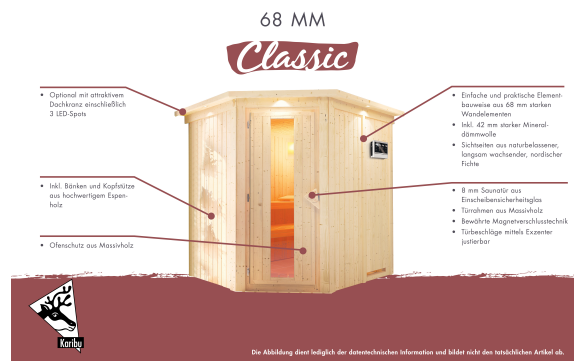 68 MM
Classic
• Optional mit attraktivem
Dachkranz einschließlich
3 LED-Spots
• Inkl. Bänken und Kopfstütze
aus hochwertigem Espen-
holz
• Ofenschutz aus Massivholz
• Einfache und praktische Element-
bauweise aus 68 mm starken
Wandelementen
• Inkl. 42 mm starker Mineral-
dämmwolle
• Sichtseiten aus naturbelassener,
langsam wachsender, nordischer
Fichte
• 8 mm Saunatür aus
Einscheibensicherheitsglas
• Türrahmen aus Massivholz
• Bewährte Magnetverschlusstechnik
• Türbeschläge mittels Exzenter
justierbar
Karibu
Die Abbildung dient lediglich der datentechnischen Information und bildet nicht den tatsächlichen Artikel ab.